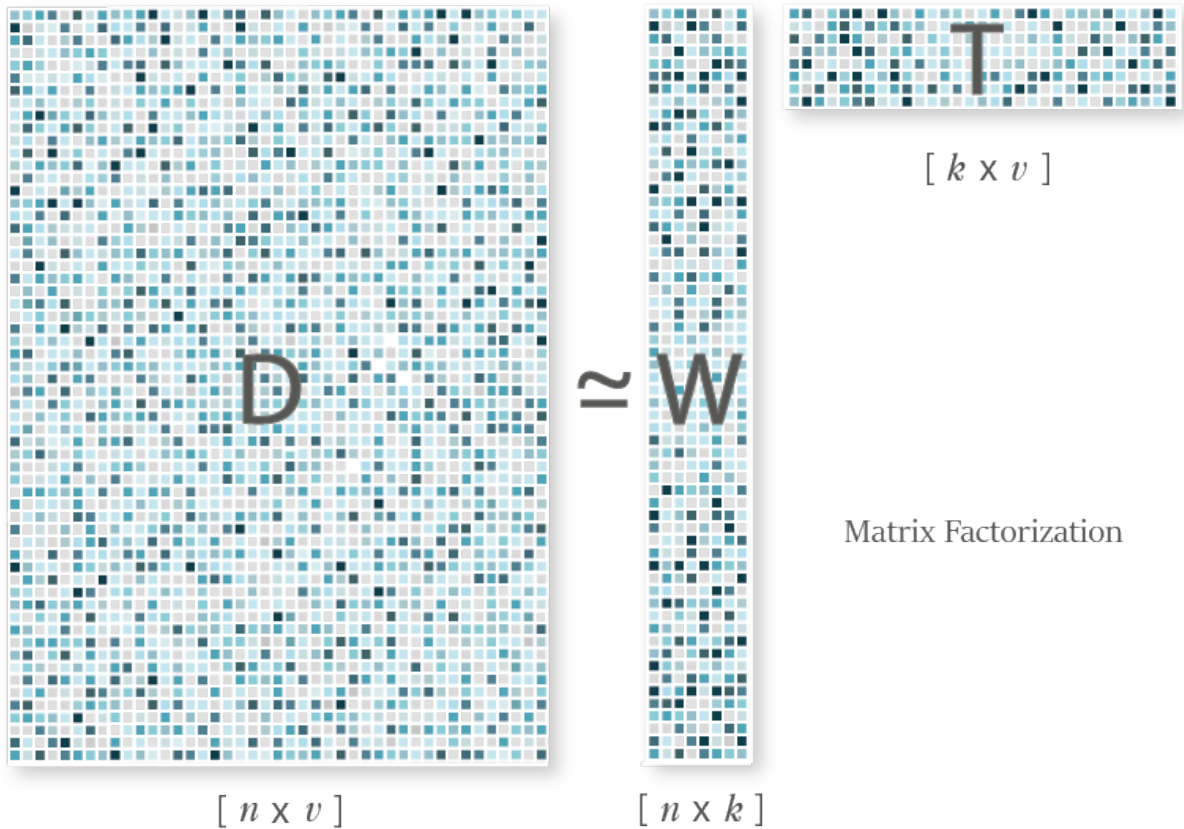 D
≃
W
T
[ k x v ]
Matrix Factorization
[ n x v ]
[ n x k ]